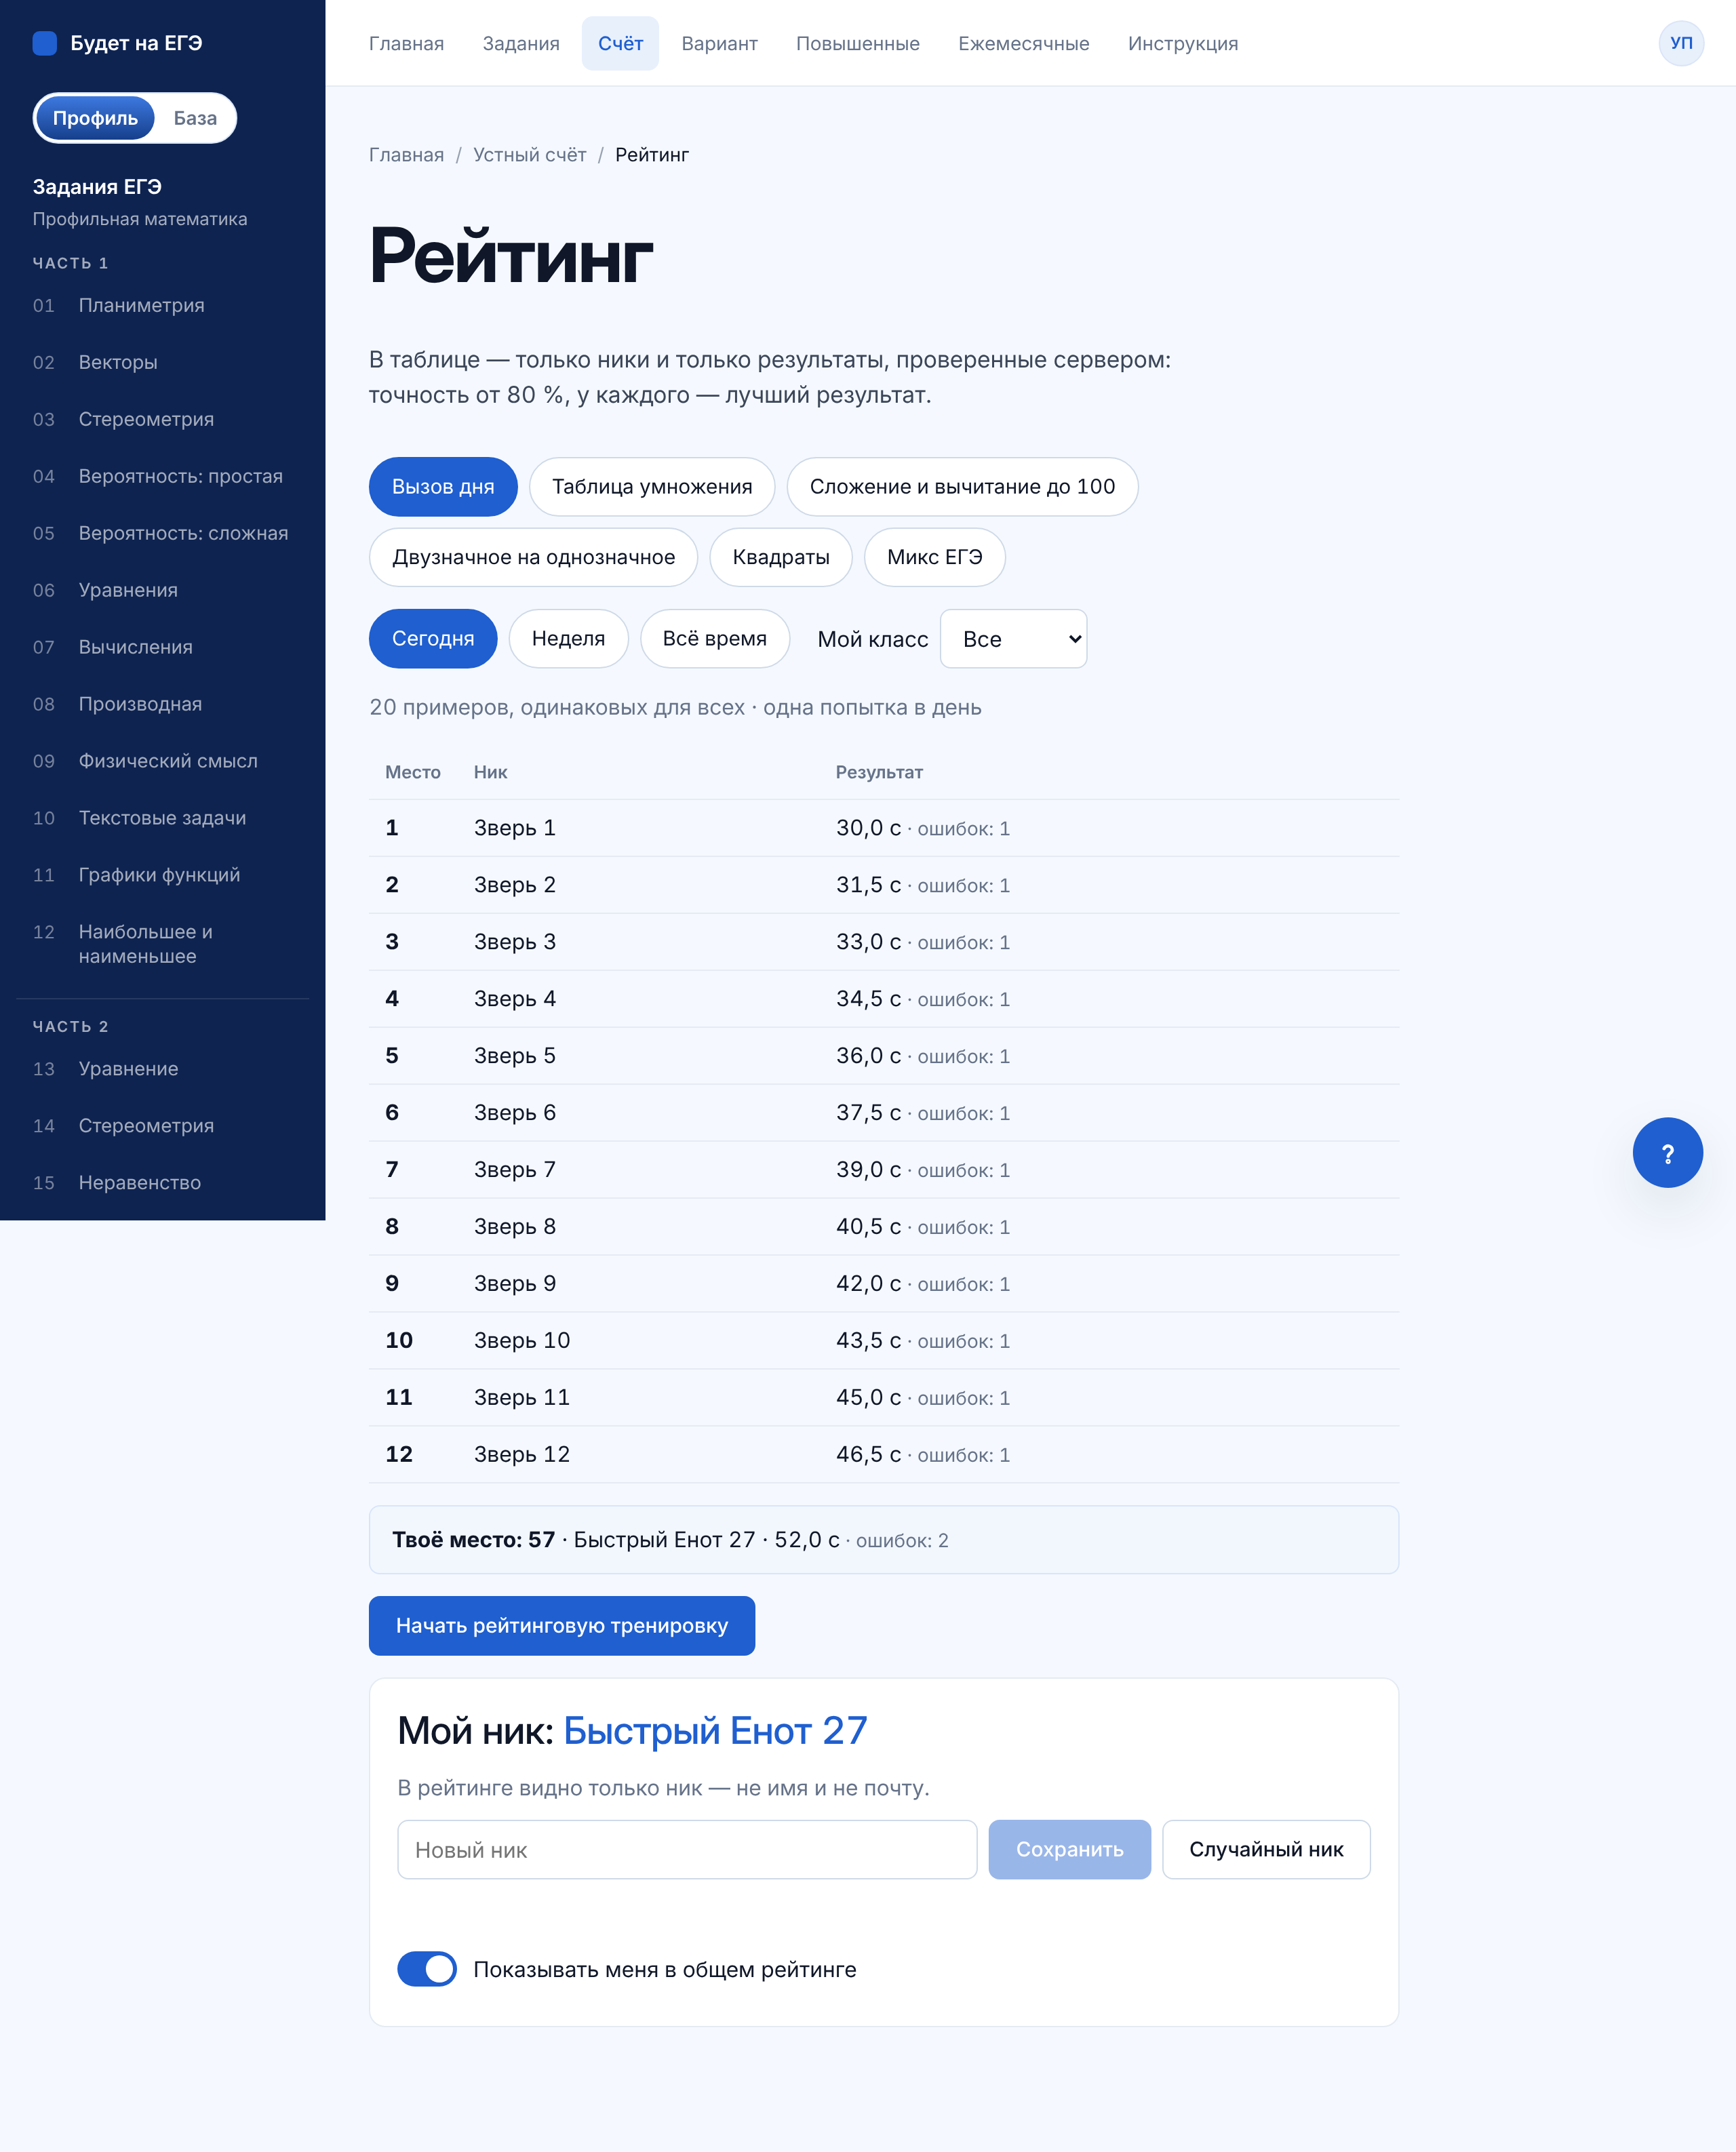 Будет на ЕГЭ
Профиль База
Задания ЕГЭ
Профильная математика
ЧАСТЬ 1
01 Планиметрия
02 Векторы
03 Стереометрия
04 Вероятность: простая
05 Вероятность: сложная
06 Уравнения
07 Вычисления
08 Производная
09 Физический смысл
10 Текстовые задачи
11 Графики функций
12 Наибольшее и
наименьшее
ЧАСТЬ 2
13 Уравнение
14 Стереометрия
15 Неравенство
Главная Задания Счёт Вариант Повышенные Ежемесячные Инструкция УП
Главная / Устный счёт / Рейтинг
Рейтинг
В таблице — только ники и только результаты, проверенные сервером:
точность от 80 %, у каждого — лучший результат.
Вызов дня Таблица умножения Сложение и вычитание до 100
Двузначное на однозначное Квадраты Микс ЕГЭ
Сегодня Неделя Всё время Мой класс Все
20 примеров, одинаковых для всех · одна попытка в день
Место Ник Результат
1 Зверь 1 30,0 с · ошибок: 1
2 Зверь 2 31,5 с · ошибок: 1
3 Зверь 3 33,0 с · ошибок: 1
4 Зверь 4 34,5 с · ошибок: 1
5 Зверь 5 36,0 с · ошибок: 1
6 Зверь 6 37,5 с · ошибок: 1
7 Зверь 7 39,0 с · ошибок: 1
8 Зверь 8 40,5 с · ошибок: 1
9 Зверь 9 42,0 с · ошибок: 1
10 Зверь 10 43,5 с · ошибок: 1
11 Зверь 11 45,0 с · ошибок: 1
12 Зверь 12 46,5 с · ошибок: 1
Твоё место: 57 · Быстрый Енот 27 · 52,0 с · ошибок: 2
Начать рейтинговую тренировку
Мой ник: Быстрый Енот 27
В рейтинге видно только ник — не имя и не почту.
Новый ник Сохранить Случайный ник
Показывать меня в общем рейтинге
?